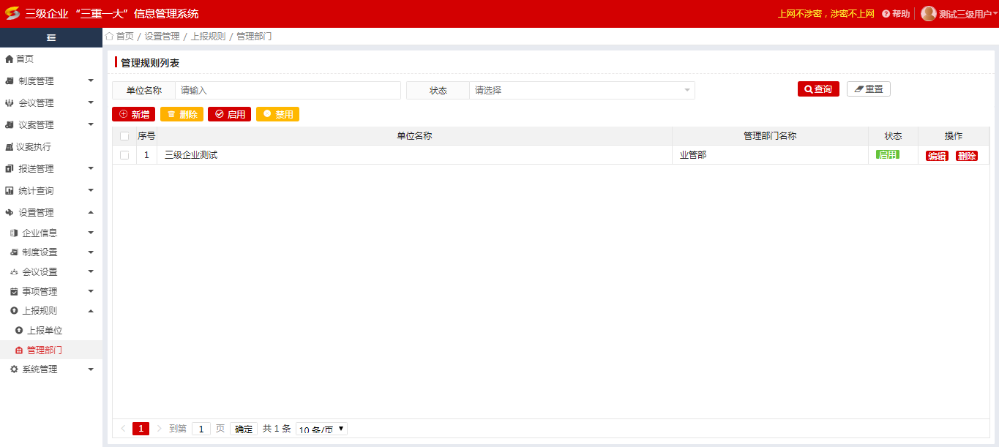 三级企业“三重一大”信息管理系统
上网不涉密，涉密不上网 帮助 测试三级用户
首页 / 设置管理 / 上报规则 / 管理部门
首页
制度管理
会议管理
议案管理
议案执行
报送管理
统计查询
设置管理
企业信息
制度设置
会议设置
事项管理
上报规则
上报单位
管理部门
系统管理
管理规则列表
单位名称 请输入 状态 请选择 查询 重置
新增 删除 启用 禁用
序号 单位名称 管理部门名称 状态 操作
1 三级企业测试 业管部 启用 编辑 删除
1 到第 1 页 确定 共 1 条 10 条/页